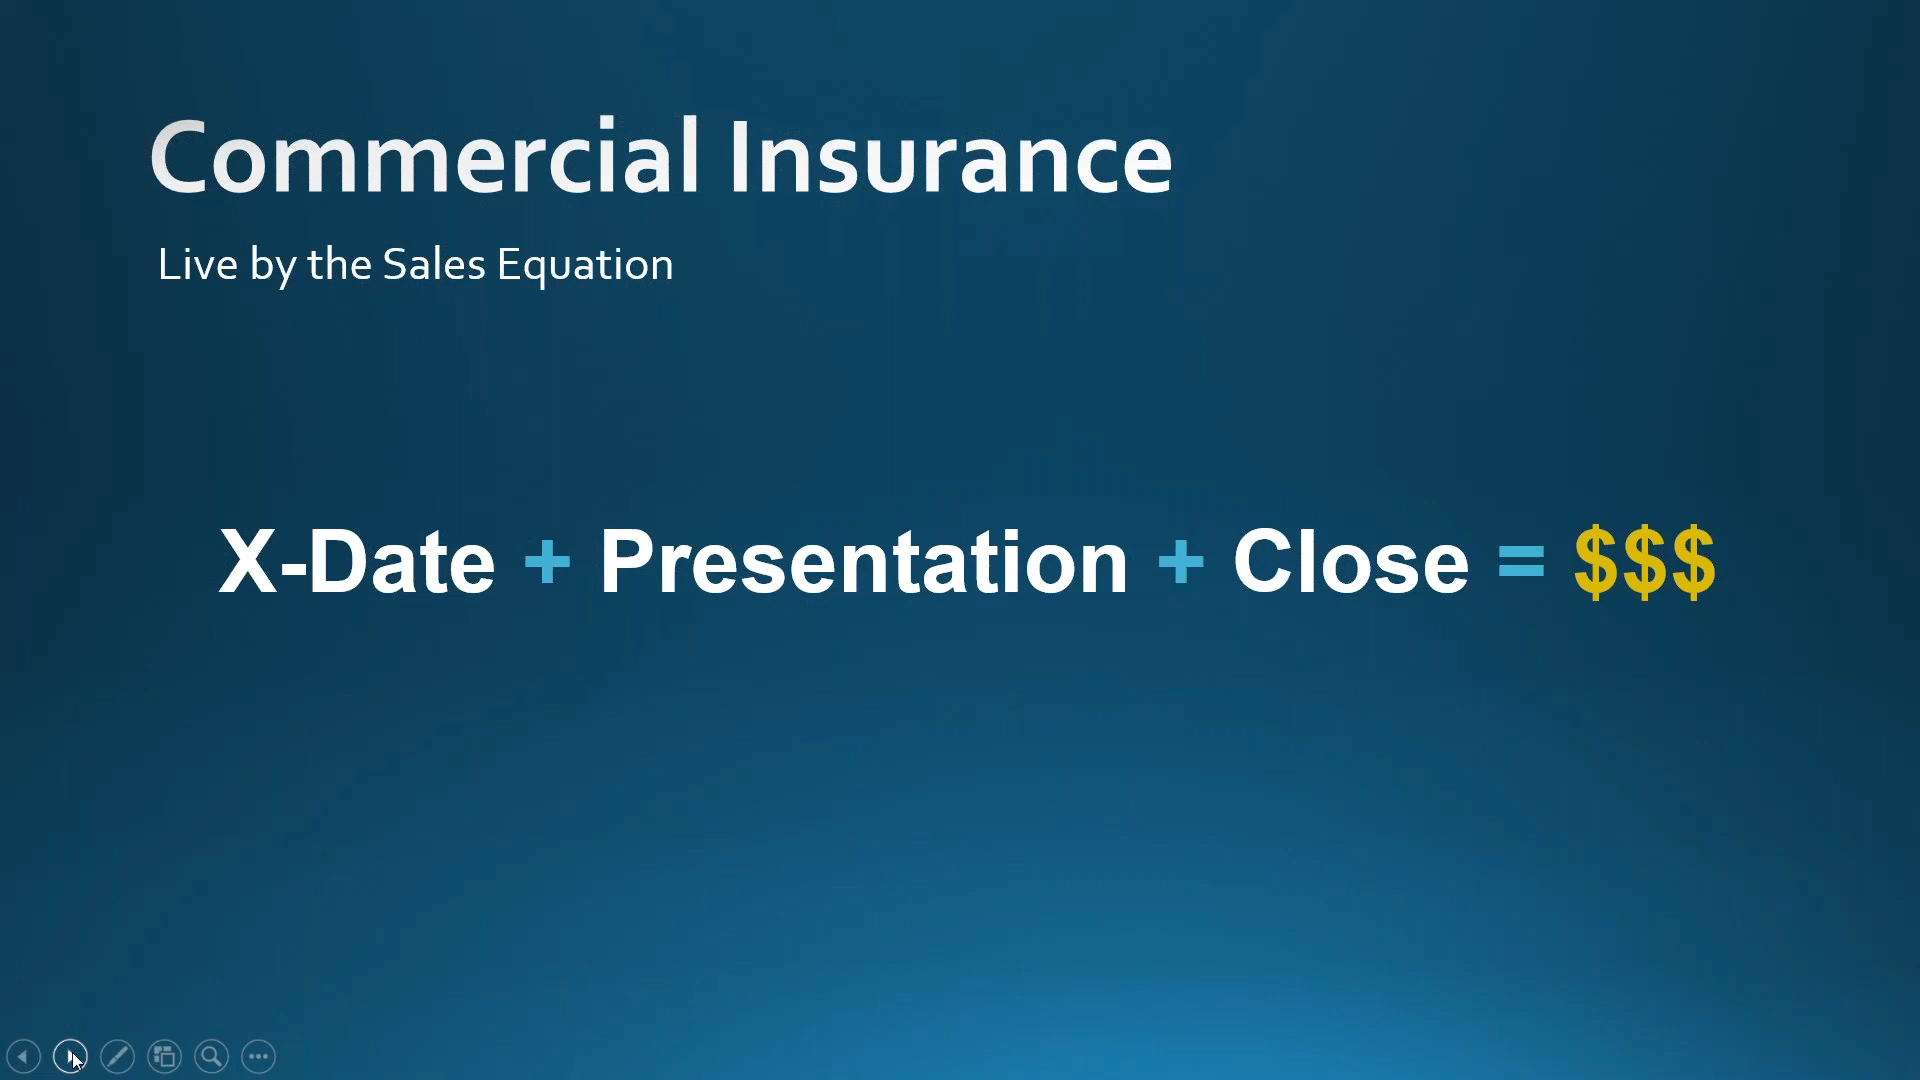 Commercial Insurance
Live by the Sales Equation
X-Date + Presentation + Close = $$$